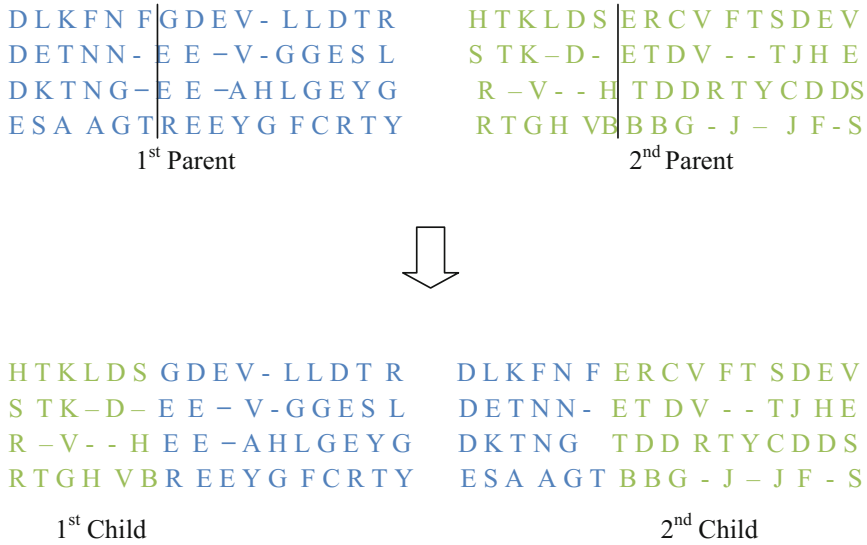 D L K F N F G D E V - L L D T R
D E T N N - E E – V - G G E S L
D K T N G – E E – A H L G E Y G
E S A A G T R E E Y G F C R T Y
1st Parent
H T K L D S E R C V F T S D E V
S T K – D - E T D V - - T J H E
R – V - - H T D D R T Y C D D S
R T G H V B B B G - J – J F - S
2nd Parent
H T K L D S G D E V - L L D T R
S T K – D – E E – V - G G E S L
R – V - - H E E – A H L G E Y G
R T G H V B R E E Y G F C R T Y
1st Child
D L K F N F E R C V F T S D E V
D E T N N - E T D V - - T J H E
D K T N G T D D R T Y C D D S
E S A A G T B B G - J – J F - S
2nd Child